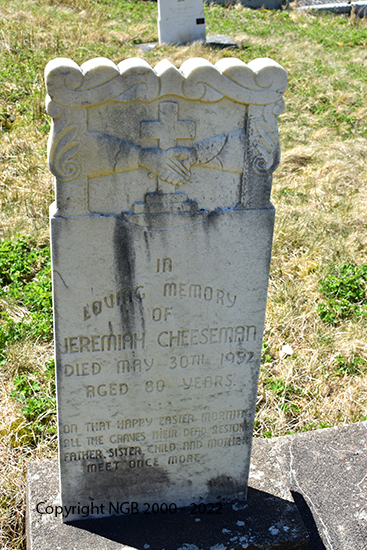 IN
LOVING MEMORY
OF
JEREMIAH CHEESEMAN
DIED MAY 30TH. 1952
AGED 80 YEARS.
ON THAT HAPPY EASTER MORNING
ALL THE GRAVES THEIR DEAD RESTORE
FATHER, SISTER, CHILD AND MOTHER
MEET ONCE MORE.
Copyright NGB 2000 - 2022